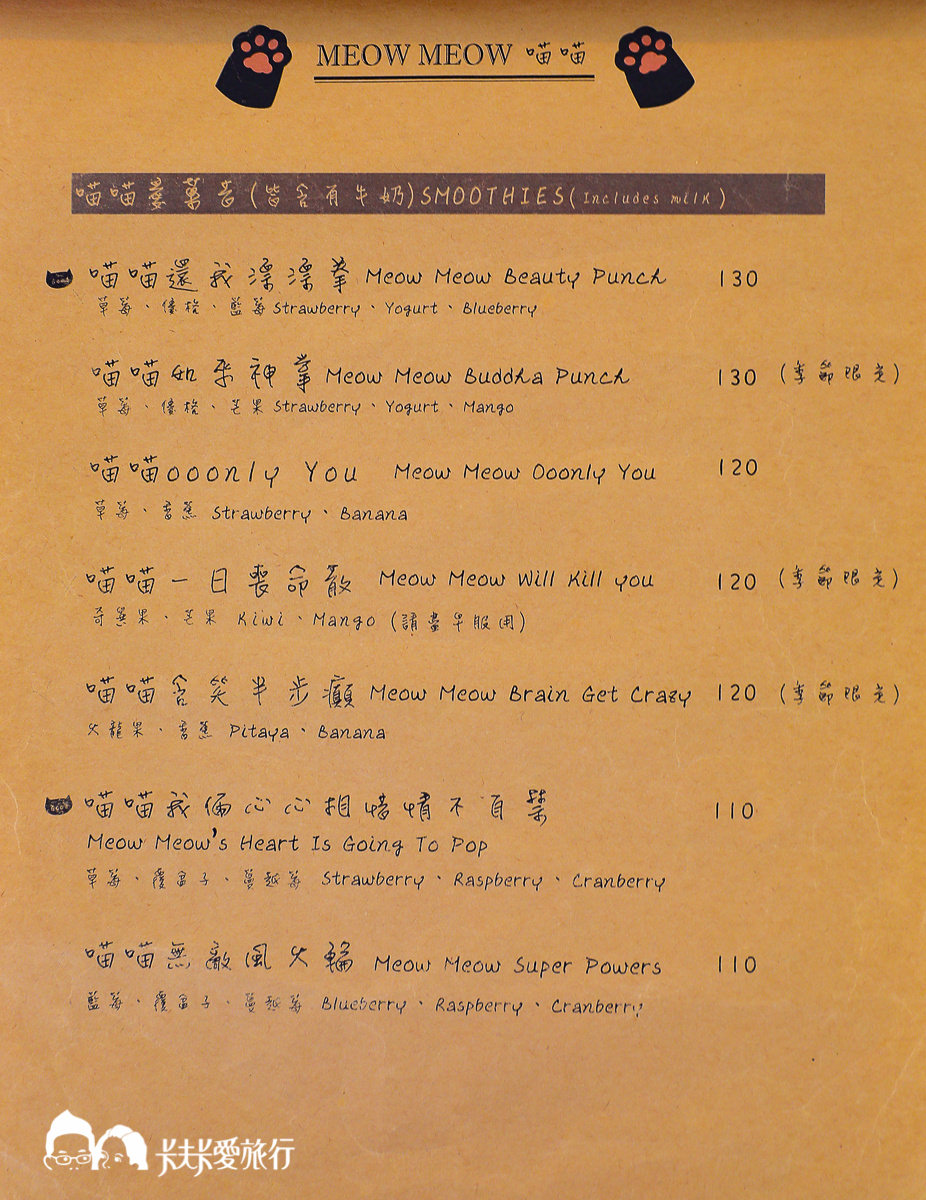 MEOW MEOW 喵喵
喵喵蔓菓昔(皆含有牛奶)SMOOTHIES(Includes milk)
喵喵還我漂漂拳 Meow Meow Beauty Punch 130
草莓、優格、藍莓 Strawberry、Yogurt、Blueberry
喵喵如來神掌 Meow Meow Buddha Punch 130 (季節限定)
草莓、優格、芒果 Strawberry、Yogurt、Mango
喵喵ooonly You Meow Meow Ooonly You 120
草莓、香蕉 Strawberry、Banana
喵喵一日喪命散 Meow Meow Will Kill you 120 (季節限定)
奇異果、芒果 Kiwi、Mango (請盡早服用)
喵喵含笑半步癲 Meow Meow Brain Get Crazy 120 (季節限定)
火龍果、香蕉 Pitaya、Banana
喵喵我倆心心相惜情不自禁 110
Meow Meow's Heart Is Going To Pop
草莓、覆盆子、蔓越莓 Strawberry、Raspberry、Cranberry
喵喵無敵風火輪 Meow Meow Super Powers 110
藍莓、覆盆子、蔓越莓 Blueberry、Raspberry、Cranberry
卡夫卡愛旅行